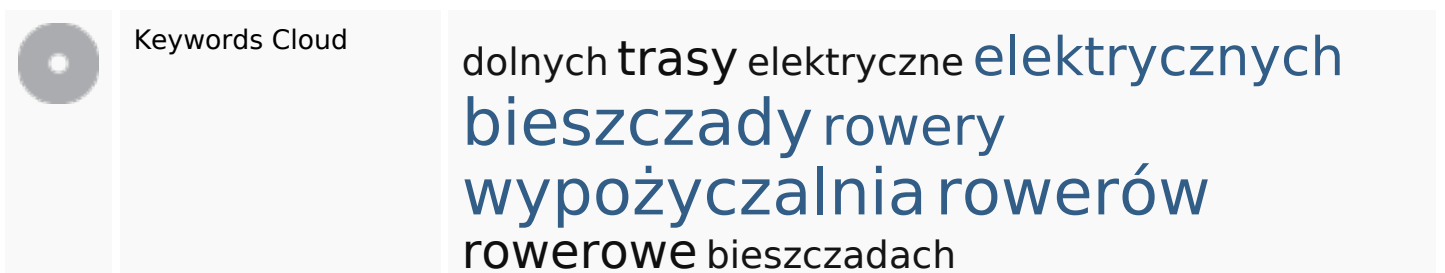 Keywords Cloud
dolnych trasy elektryczne elektrycznych
bieszczady rowery
wypożyczalnia rowerów
rowerowe bieszczadach